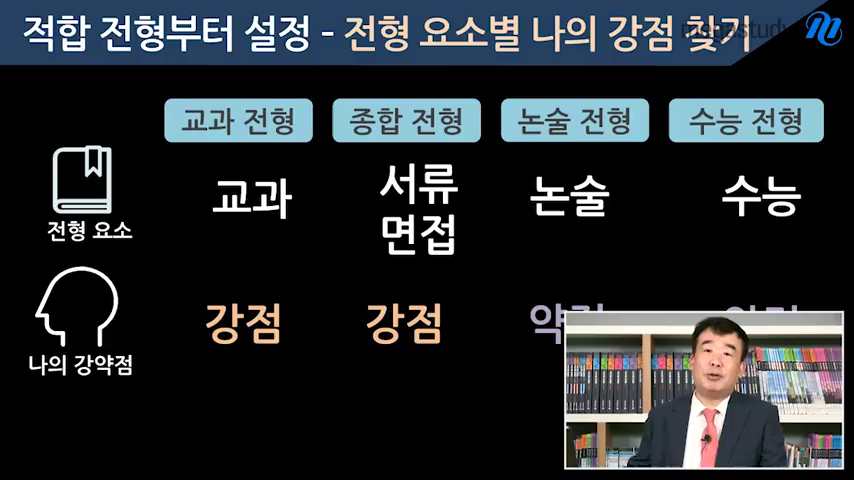 적합 전형부터 설정 - 전형 요소별 나의 강점 찾기
교과 전형 종합 전형 논술 전형 수능 전형
전형 요소 교과 서류 면접 논술 수능
나의 강약점 강점 강점